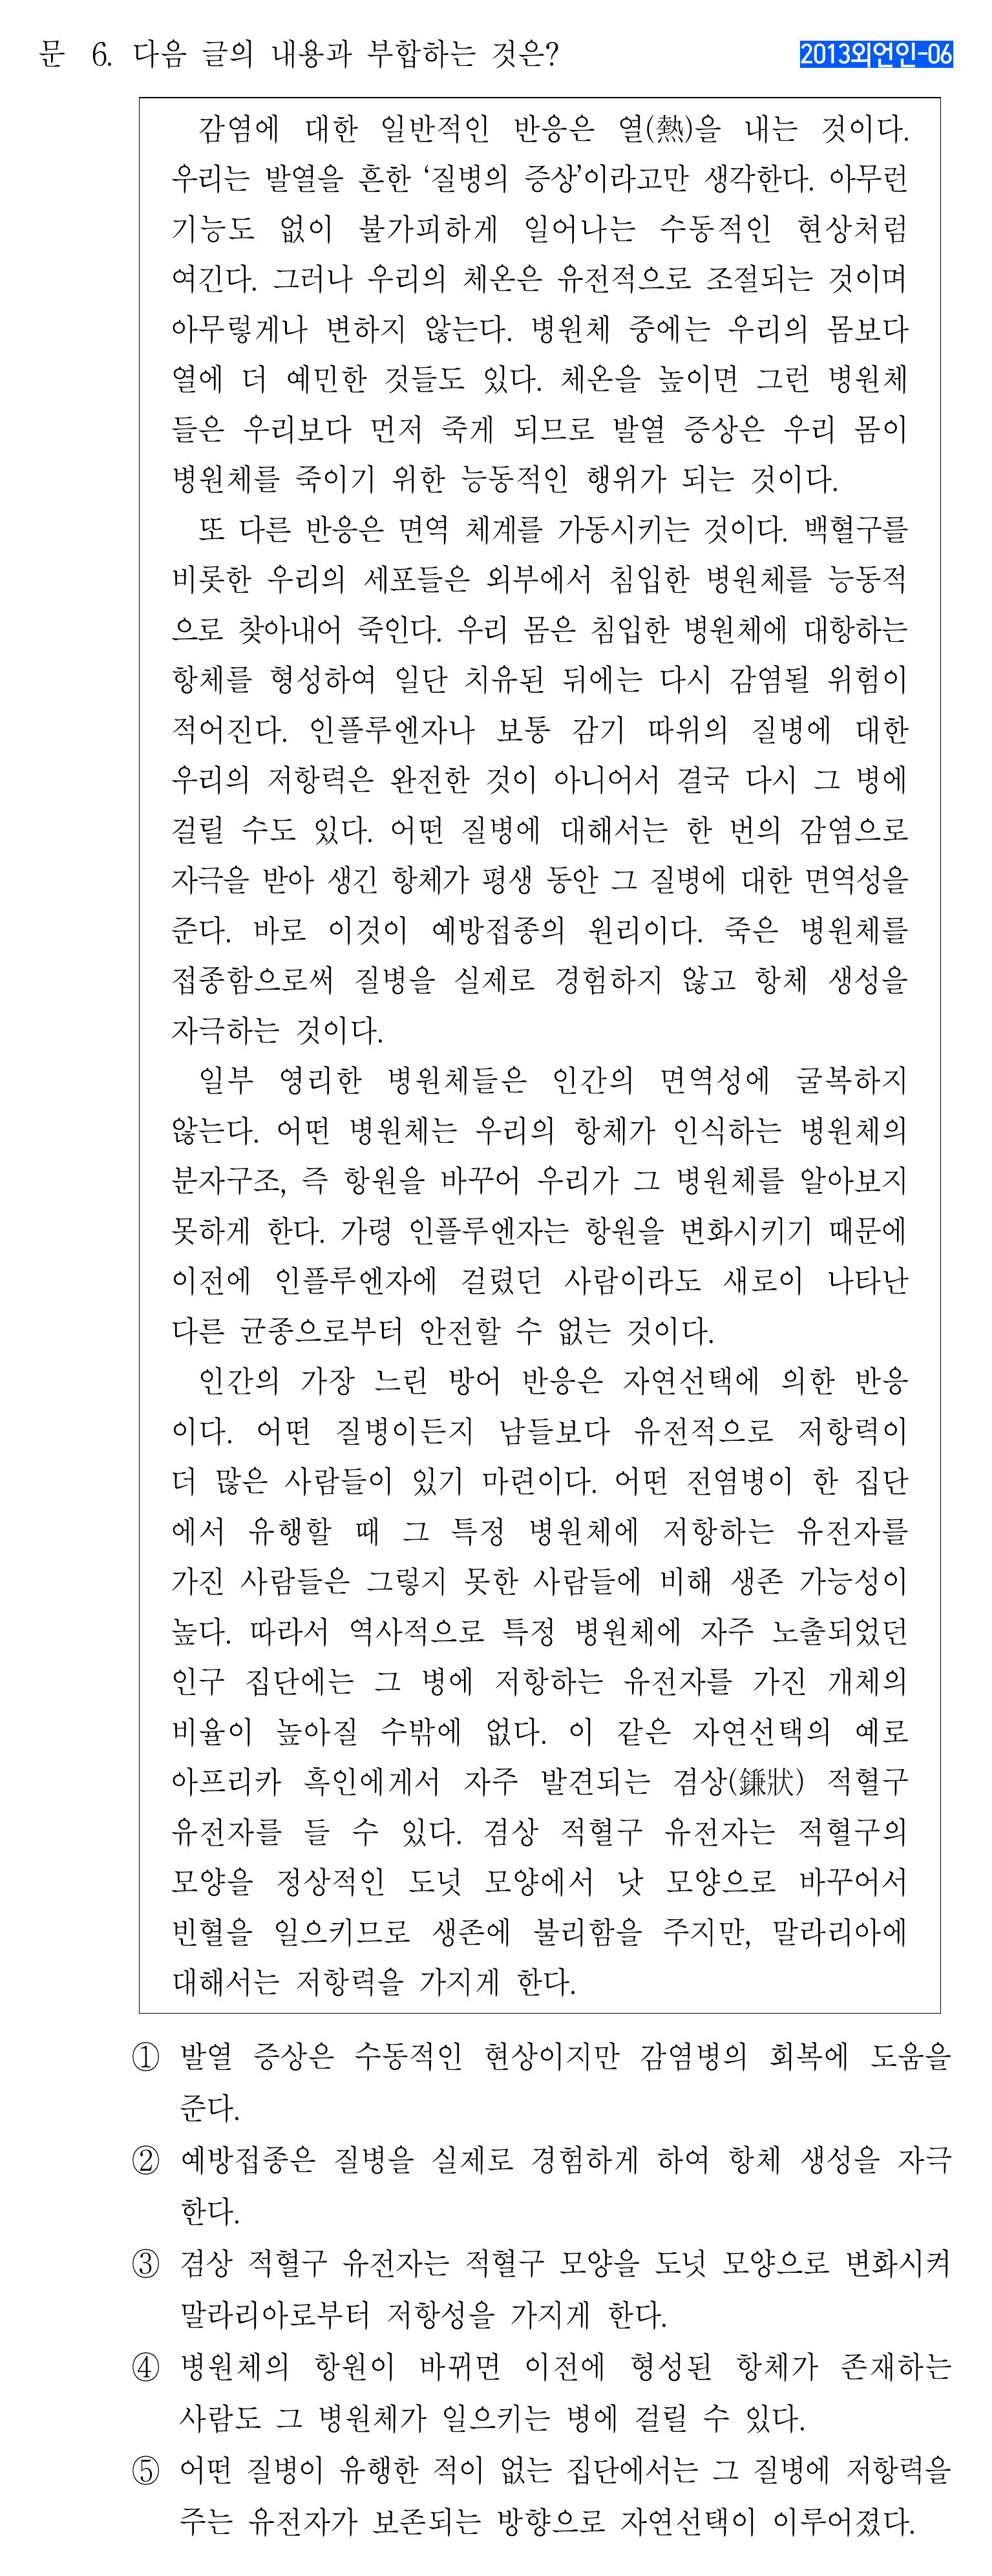 문 6. 다음 글의 내용과 부합하는 것은?
2013외언인-06
감염에 대한 일반적인 반응은 열(熱)을 내는 것이다.
우리는 발열을 흔한 ‘질병의 증상’이라고만 생각한다. 아무런
기능도 없이 불가피하게 일어나는 수동적인 현상처럼
여긴다. 그러나 우리의 체온은 유전적으로 조절되는 것이며
아무렇게나 변하지 않는다. 병원체 중에는 우리의 몸보다
열에 더 예민한 것들도 있다. 체온을 높이면 그런 병원체
들은 우리보다 먼저 죽게 되므로 발열 증상은 우리 몸이
병원체를 죽이기 위한 능동적인 행위가 되는 것이다.
또 다른 반응은 면역 체계를 가동시키는 것이다. 백혈구를
비롯한 우리의 세포들은 외부에서 침입한 병원체를 능동적
으로 찾아내어 죽인다. 우리 몸은 침입한 병원체에 대항하는
항체를 형성하여 일단 치유된 뒤에는 다시 감염될 위험이
적어진다. 인플루엔자나 보통 감기 따위의 질병에 대한
우리의 저항력은 완전한 것이 아니어서 결국 다시 그 병에
걸릴 수도 있다. 어떤 질병에 대해서는 한 번의 감염으로
자극을 받아 생긴 항체가 평생 동안 그 질병에 대한 면역성을
준다. 바로 이것이 예방접종의 원리이다. 죽은 병원체를
접종함으로써 질병을 실제로 경험하지 않고 항체 생성을
자극하는 것이다.
일부 영리한 병원체들은 인간의 면역성에 굴복하지
않는다. 어떤 병원체는 우리의 항체가 인식하는 병원체의
분자구조, 즉 항원을 바꾸어 우리가 그 병원체를 알아보지
못하게 한다. 가령 인플루엔자는 항원을 변화시키기 때문에
이전에 인플루엔자에 걸렸던 사람이라도 새로이 나타난
다른 균종으로부터 안전할 수 없는 것이다.
인간의 가장 느린 방어 반응은 자연선택에 의한 반응
이다. 어떤 질병이든지 남들보다 유전적으로 저항력이
더 많은 사람들이 있기 마련이다. 어떤 전염병이 한 집단
에서 유행할 때 그 특정 병원체에 저항하는 유전자를
가진 사람들은 그렇지 못한 사람들에 비해 생존 가능성이
높다. 따라서 역사적으로 특정 병원체에 자주 노출되었던
인구 집단에는 그 병에 저항하는 유전자를 가진 개체의
비율이 높아질 수밖에 없다. 이 같은 자연선택의 예로
아프리카 흑인에게서 자주 발견되는 겸상(鎌狀) 적혈구
유전자를 들 수 있다. 겸상 적혈구 유전자는 적혈구의
모양을 정상적인 도넛 모양에서 낫 모양으로 바꾸어서
빈혈을 일으키므로 생존에 불리함을 주지만, 말라리아에
대해서는 저항력을 가지게 한다.
① 발열 증상은 수동적인 현상이지만 감염병의 회복에 도움을
준다.
② 예방접종은 질병을 실제로 경험하게 하여 항체 생성을 자극
한다.
③ 겸상 적혈구 유전자는 적혈구 모양을 도넛 모양으로 변화시켜
말라리아로부터 저항성을 가지게 한다.
④ 병원체의 항원이 바뀌면 이전에 형성된 항체가 존재하는
사람도 그 병원체가 일으키는 병에 걸릴 수 있다.
⑤ 어떤 질병이 유행한 적이 없는 집단에서는 그 질병에 저항력을
주는 유전자가 보존되는 방향으로 자연선택이 이루어졌다.